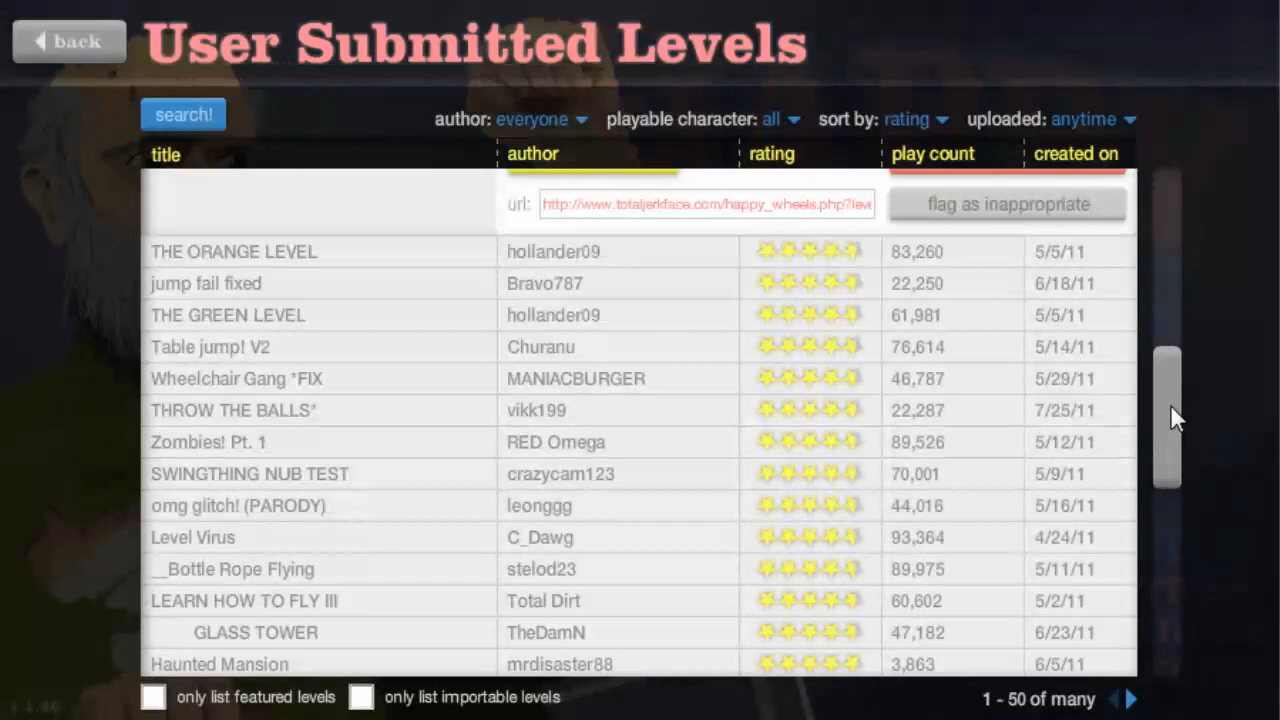 back
User Submitted Levels
search!
author: everyone playable character: all sort by: rating uploaded: anytime
title author rating play count created on
url: http://www.totaljerkface.com/happy_wheels.php?leve flag as inappropriate
THE ORANGE LEVEL hollander09 83,260 5/5/11
jump fail fixed Bravo787 22,250 6/18/11
THE GREEN LEVEL hollander09 61,981 5/5/11
Table jump! V2 Churanu 76,614 5/14/11
Wheelchair Gang *FIX MANIACBURGER 46,787 5/29/11
THROW THE BALLS* vikk199 22,287 7/25/11
Zombies! Pt. 1 RED Omega 89,526 5/12/11
SWINGTHING NUB TEST crazycam123 70,001 5/9/11
omg glitch! (PARODY) leonggg 44,016 5/16/11
Level Virus C_Dawg 93,364 4/24/11
__Bottle Rope Flying stelod23 89,975 5/11/11
LEARN HOW TO FLY III Total Dirt 60,602 5/2/11
GLASS TOWER TheDamN 47,182 6/23/11
Haunted Mansion mrdisaster88 3,863 6/5/11
only list featured levels only list importable levels 1 - 50 of many